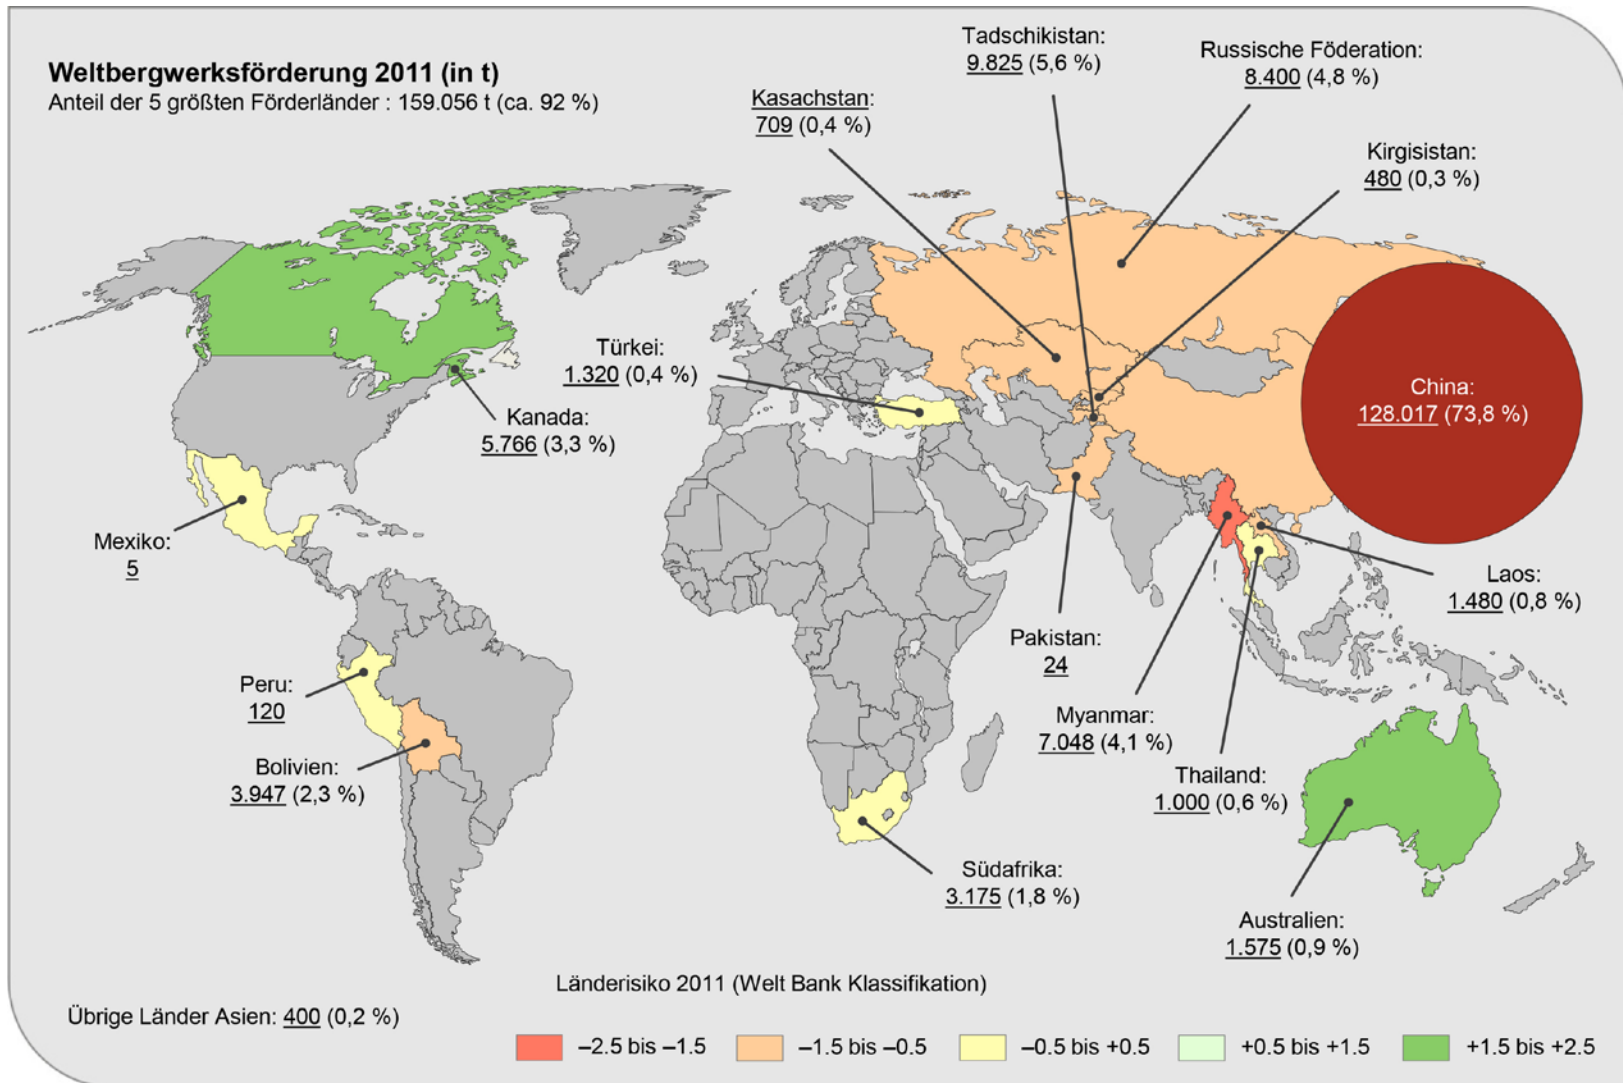 Weltbergwerksförderung 2011 (in t)
Anteil der 5 größten Förderländer : 159.056 t (ca. 92 %)
Tadschikistan:
9.825 (5,6 %)
Russische Föderation:
8.400 (4,8 %)
Kasachstan:
709 (0,4 %)
Kirgisistan:
480 (0,3 %)
Türkei:
1.320 (0,4 %)
China:
128.017 (73,8 %)
Kanada:
5.766 (3,3 %)
Mexiko:
5
Laos:
1.480 (0,8 %)
Pakistan:
24
Peru:
120
Myanmar:
7.048 (4,1 %)
Bolivien:
3.947 (2,3 %)
Thailand:
1.000 (0,6 %)
Südafrika:
3.175 (1,8 %)
Australien:
1.575 (0,9 %)
Länderisiko 2011 (Welt Bank Klassifikation)
Übrige Länder Asien: 400 (0,2 %)
–2.5 bis –1.5
–1.5 bis –0.5
–0.5 bis +0.5
+0.5 bis +1.5
+1.5 bis +2.5